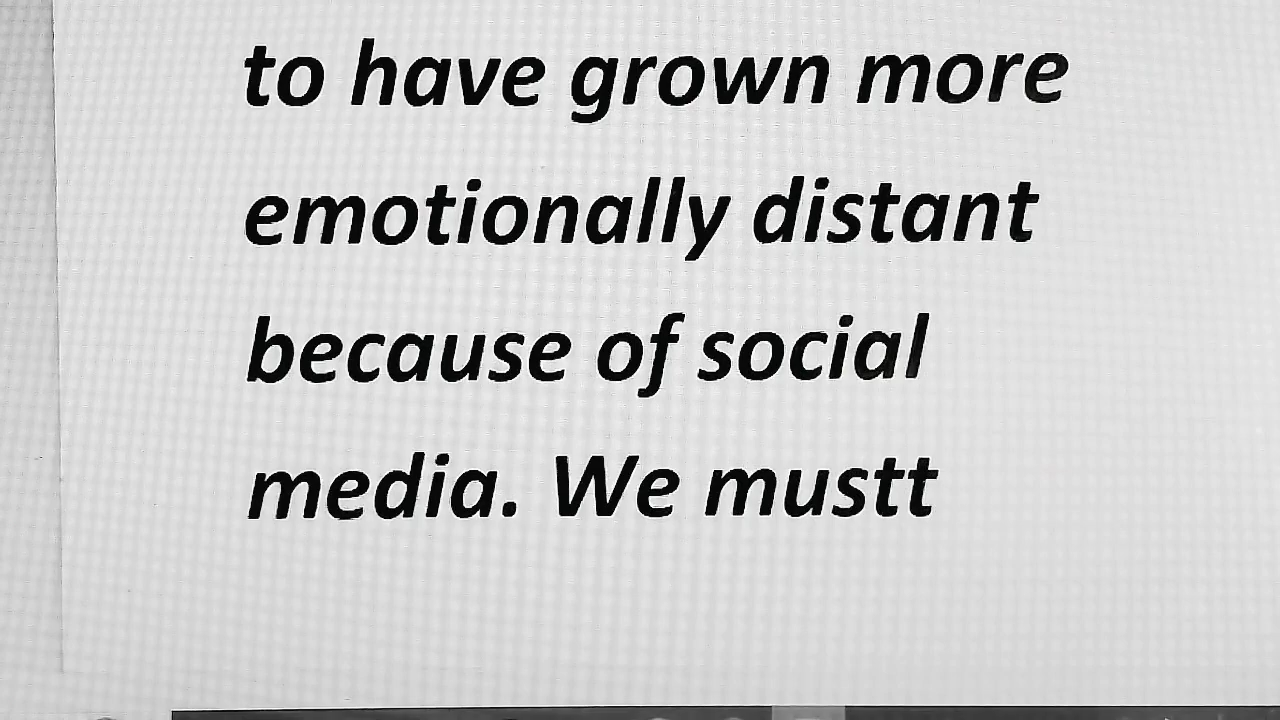 to have grown more
emotionally distant
because of social
media. We mustt